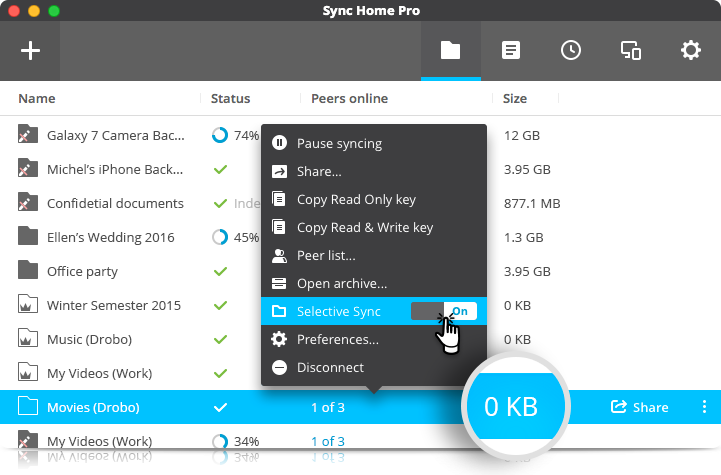 Sync Home Pro
Name Status Peers online Size
Galaxy 7 Camera Bac... 74% 12 GB
Michel's iPhone Back... 3.95 GB
Confidetial documents Inde 877.1 MB
Ellen's Wedding 2016 45% 1.3 GB
Office party 3.95 GB
Winter Semester 2015 0 KB
Music (Drobo) 0 KB
My Videos (Work)
Movies (Drobo) 1 of 3 0 KB Share
My Videos (Work) 34% 1 of 3
Pause syncing
Share...
Copy Read Only key
Copy Read & Write key
Peer list...
Open archive...
Selective Sync On
Preferences...
Disconnect